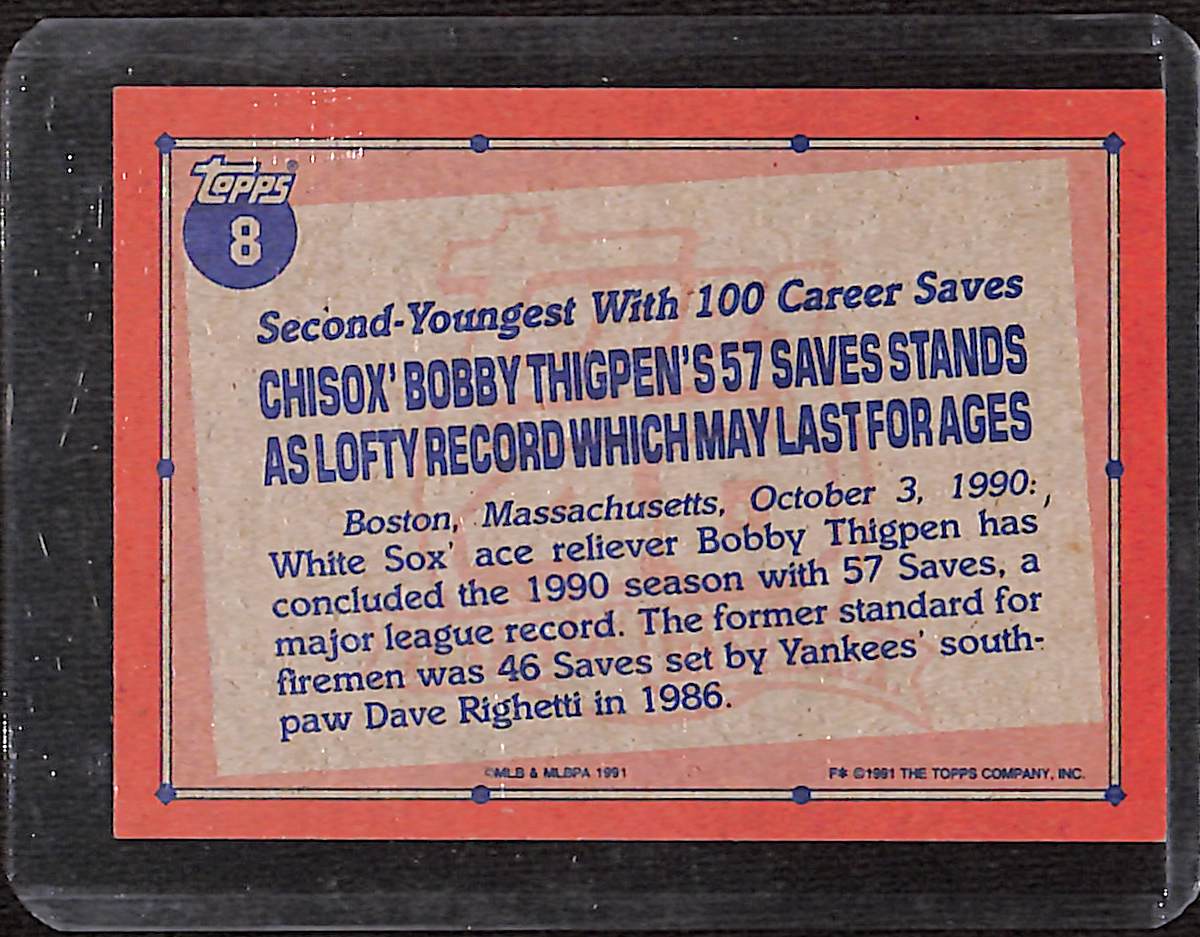 Topps®
8
Second-Youngest With 100 Career Saves
CHISOX' BOBBY THIGPEN'S 57 SAVES STANDS
AS LOFTY RECORD WHICH MAY LAST FOR AGES
Boston, Massachusetts, October 3, 1990:
White Sox' ace reliever Bobby Thigpen has
concluded the 1990 season with 57 Saves, a
major league record. The former standard for
firemen was 46 Saves set by Yankees' south-
paw Dave Righetti in 1986.
©MLB & MLBPA 1991
F* ©1991 THE TOPPS COMPANY, INC.